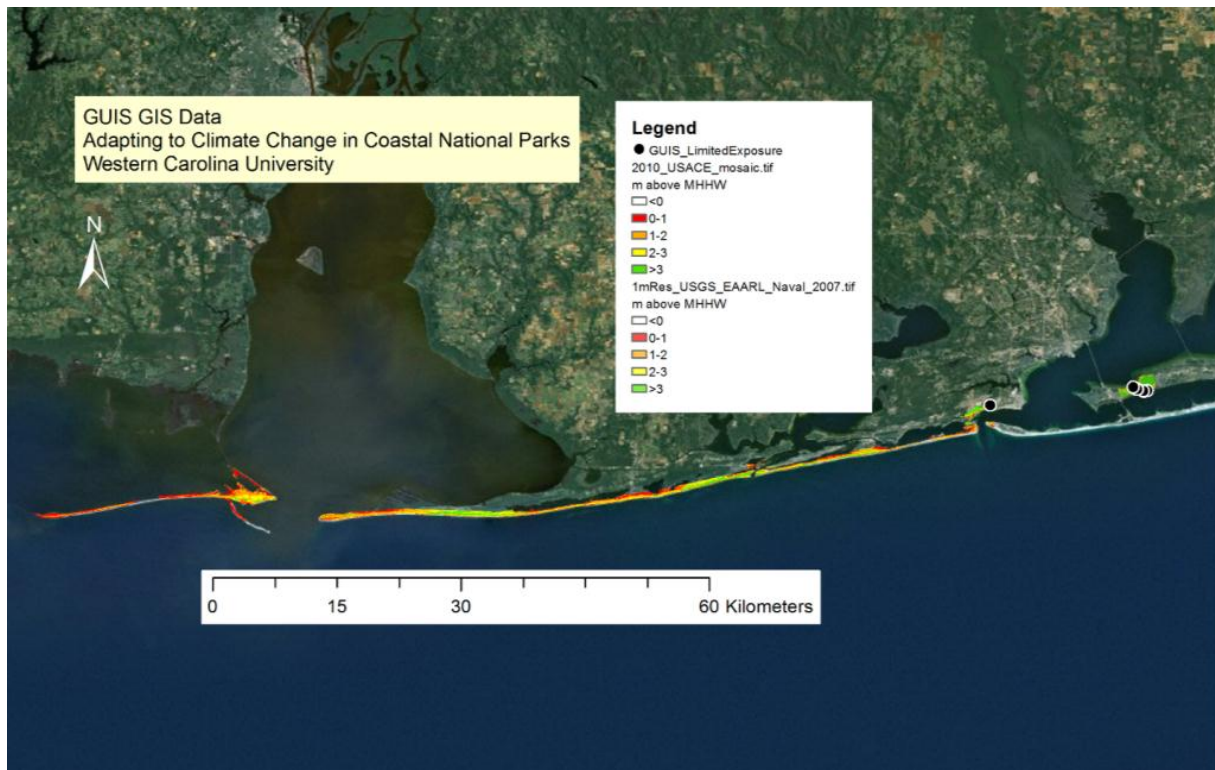 GUIS GIS Data
Adapting to Climate Change in Coastal National Parks
Western Carolina University
N
Legend
GUIS_LimitedExposure
2010_USACE_mosaic.tif
m above MHHW
<0
0-1
1-2
2-3
>3
1mRes_USGS_EAARL_Naval_2007.tif
m above MHHW
<0
0-1
1-2
2-3
>3
0 15 30 60 Kilometers